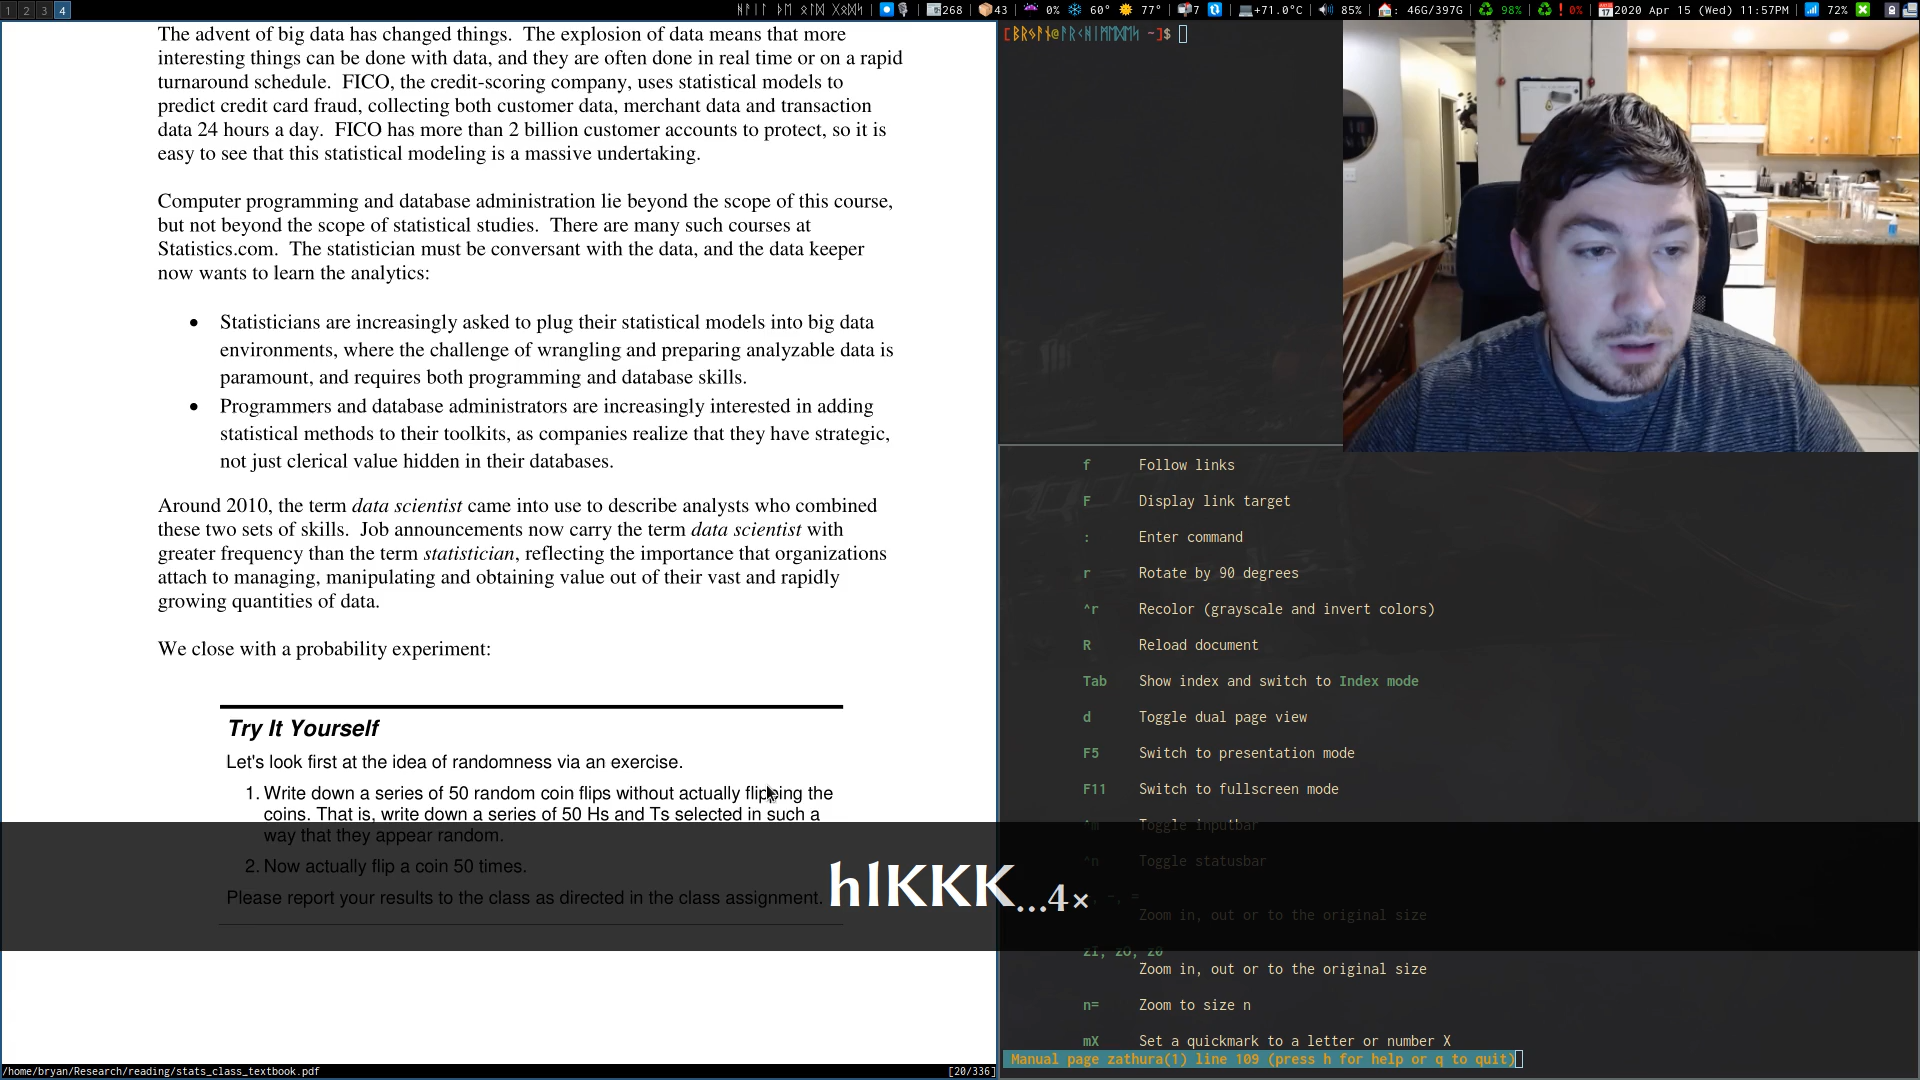 1 2 3 4
268 43 0% 60° 77° 7 +71.0°C 85% : 46G/397G 98% ! 0% 2020 Apr 15 (Wed) 11:57PM 72%
The advent of big data has changed things. The explosion of data means that more
interesting things can be done with data, and they are often done in real time or on a rapid
turnaround schedule. FICO, the credit-scoring company, uses statistical models to
predict credit card fraud, collecting both customer data, merchant data and transaction
data 24 hours a day. FICO has more than 2 billion customer accounts to protect, so it is
easy to see that this statistical modeling is a massive undertaking.
Computer programming and database administration lie beyond the scope of this course,
but not beyond the scope of statistical studies. There are many such courses at
Statistics.com. The statistician must be conversant with the data, and the data keeper
now wants to learn the analytics:
• Statisticians are increasingly asked to plug their statistical models into big data
environments, where the challenge of wrangling and preparing analyzable data is
paramount, and requires both programming and database skills.
• Programmers and database administrators are increasingly interested in adding
statistical methods to their toolkits, as companies realize that they have strategic,
not just clerical value hidden in their databases.
Around 2010, the term data scientist came into use to describe analysts who combined
these two sets of skills. Job announcements now carry the term data scientist with
greater frequency than the term statistician, reflecting the importance that organizations
attach to managing, manipulating and obtaining value out of their vast and rapidly
growing quantities of data.
We close with a probability experiment:
Try It Yourself
Let's look first at the idea of randomness via an exercise.
1. Write down a series of 50 random coin flips without actually flipping the
coins. That is, write down a series of 50 Hs and Ts selected in such a
way that they appear random.
2. Now actually flip a coin 50 times.
Please report your results to the class as directed in the class assignment.
/home/bryan/Research/reading/stats_class_textbook.pdf [20/336]
~]$
f Follow links
F Display link target
: Enter command
r Rotate by 90 degrees
^r Recolor (grayscale and invert colors)
R Reload document
Tab Show index and switch to Index mode
d Toggle dual page view
F5 Switch to presentation mode
F11 Switch to fullscreen mode
^m Toggle inputbar
^n Toggle statusbar
Zoom in, out or to the original size
zI, zO, z0
Zoom in, out or to the original size
n= Zoom to size n
mX Set a quickmark to a letter or number X
Manual page zathura(1) line 109 (press h for help or q to quit)
hlKKK...4×